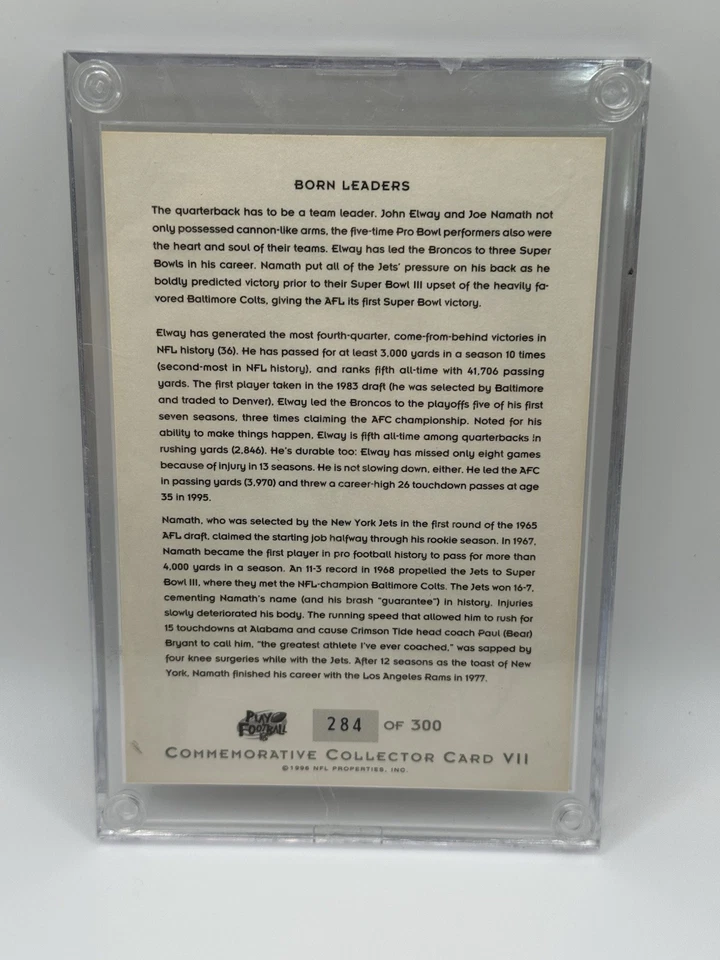 BORN LEADERS
The quarterback has to be a team leader. John Elway and Joe Namath not
only possessed cannon-like arms, the five-time Pro Bowl performers also were
the heart and soul of their teams. Elway has led the Broncos to three Super
Bowls in his career. Namath put all of the Jets' pressure on his back as he
boldly predicted victory prior to their Super Bowl III upset of the heavily fa-
vored Baltimore Colts, giving the AFL its first Super Bowl victory.
Elway has generated the most fourth-quarter, come-from-behind victories in
NFL history (36). He has passed for at least 3,000 yards in a season 10 times
(second-most in NFL history), and ranks fifth all-time with 41,706 passing
yards. The first player taken in the 1983 draft (he was selected by Baltimore
and traded to Denver), Elway led the Broncos to the playoffs five of his first
seven seasons, three times claiming the AFC championship. Noted for his
ability to make things happen, Elway is fifth all-time among quarterbacks in
rushing yards (2,846). He's durable too: Elway has missed only eight games
because of injury in 13 seasons. He is not slowing down, either. He led the AFC
in passing yards (3,970) and threw a career-high 26 touchdown passes at age
35 in 1995.
Namath, who was selected by the New York Jets in the first round of the 1965
AFL draft, claimed the starting job halfway through his rookie season. In 1967,
Namath became the first player in pro football history to pass for more than
4,000 yards in a season. An 11-3 record in 1968 propelled the Jets to Super
Bowl III, where they met the NFL-champion Baltimore Colts. The Jets won 16-7,
cementing Namath's name (and his brash "guarantee") in history. Injuries
slowly deteriorated his body. The running speed that allowed him to rush for
15 touchdowns at Alabama and cause Crimson Tide head coach Paul (Bear)
Bryant to call him, "the greatest athlete I've ever coached," was sapped by
four knee surgeries while with the Jets. After 12 seasons as the toast of New
York, Namath finished his career with the Los Angeles Rams in 1977.
PLAY FOOTBALL
284 OF 300
COMMEMORATIVE COLLECTOR CARD VII
©1996 NFL PROPERTIES, INC.